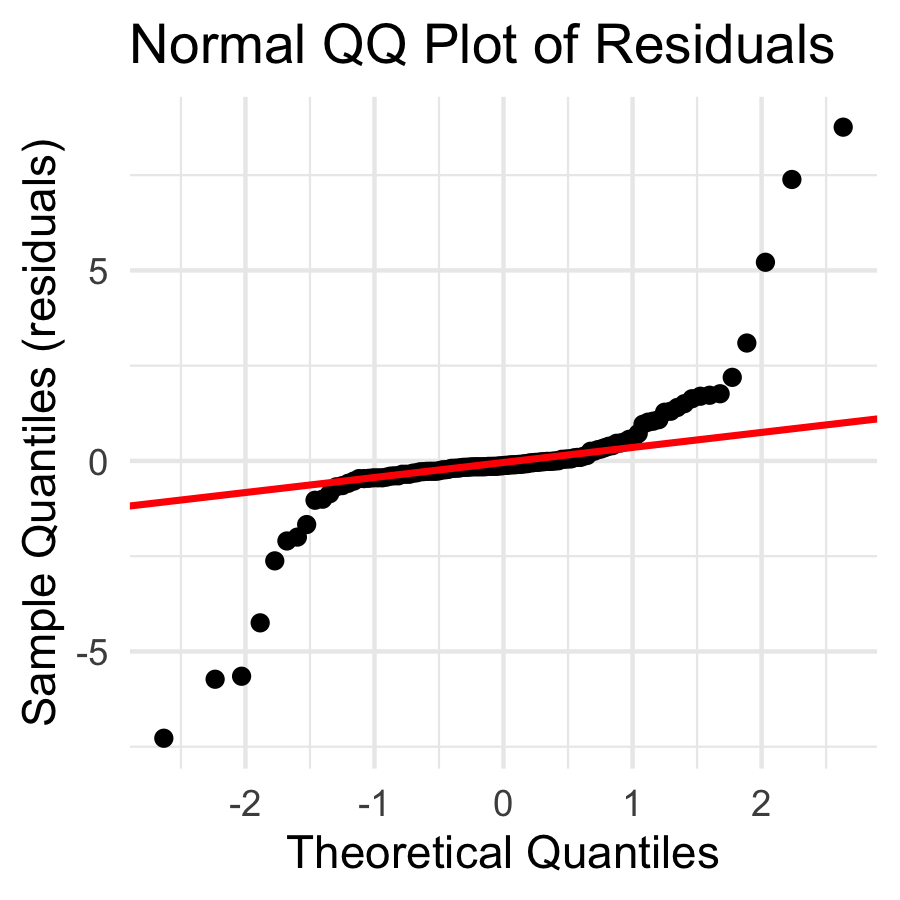 Normal QQ Plot of Residuals
Sample Quantiles (residuals)
5
0
-5
-2
-1
0
1
2
Theoretical Quantiles